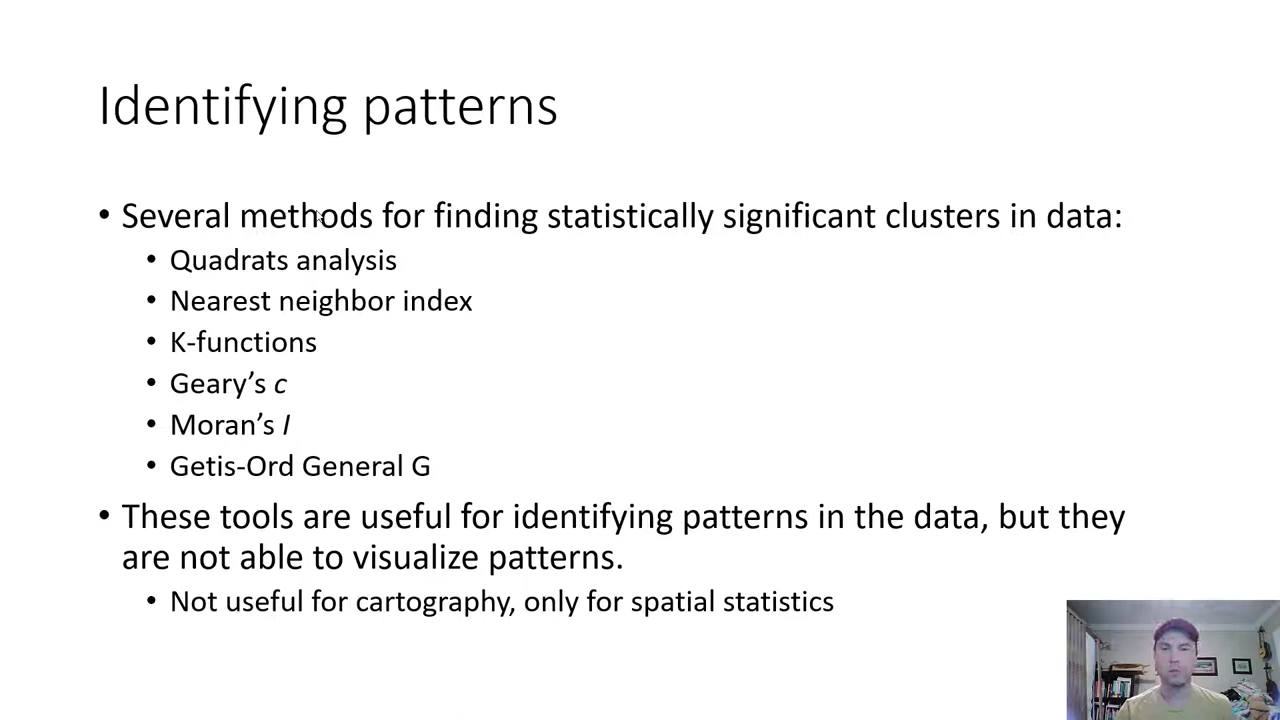 Identifying patterns
• Several methods for finding statistically significant clusters in data:
• Quadrats analysis
• Nearest neighbor index
• K-functions
• Geary’s c
• Moran’s I
• Getis-Ord General G
• These tools are useful for identifying patterns in the data, but they
are not able to visualize patterns.
• Not useful for cartography, only for spatial statistics